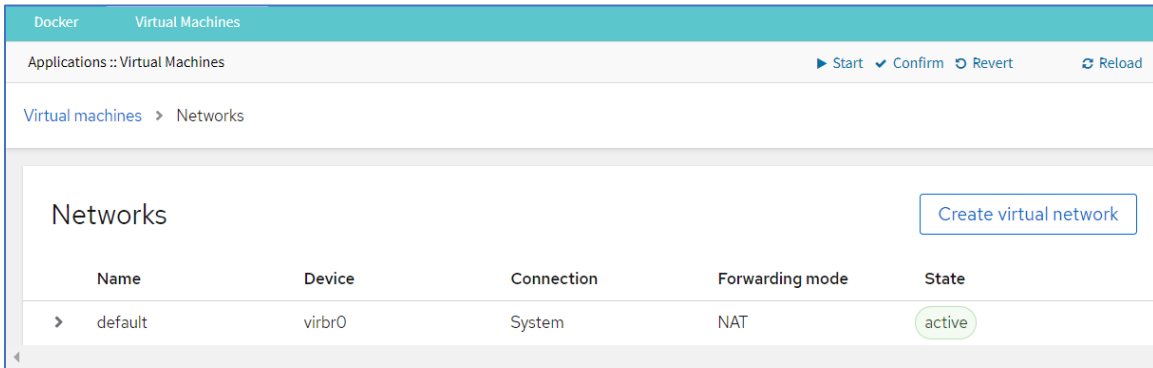 Docker Virtual Machines
Applications :: Virtual Machines Start Confirm Revert Reload
Virtual machines > Networks
Networks Create virtual network
Name Device Connection Forwarding mode State
default virbr0 System NAT active